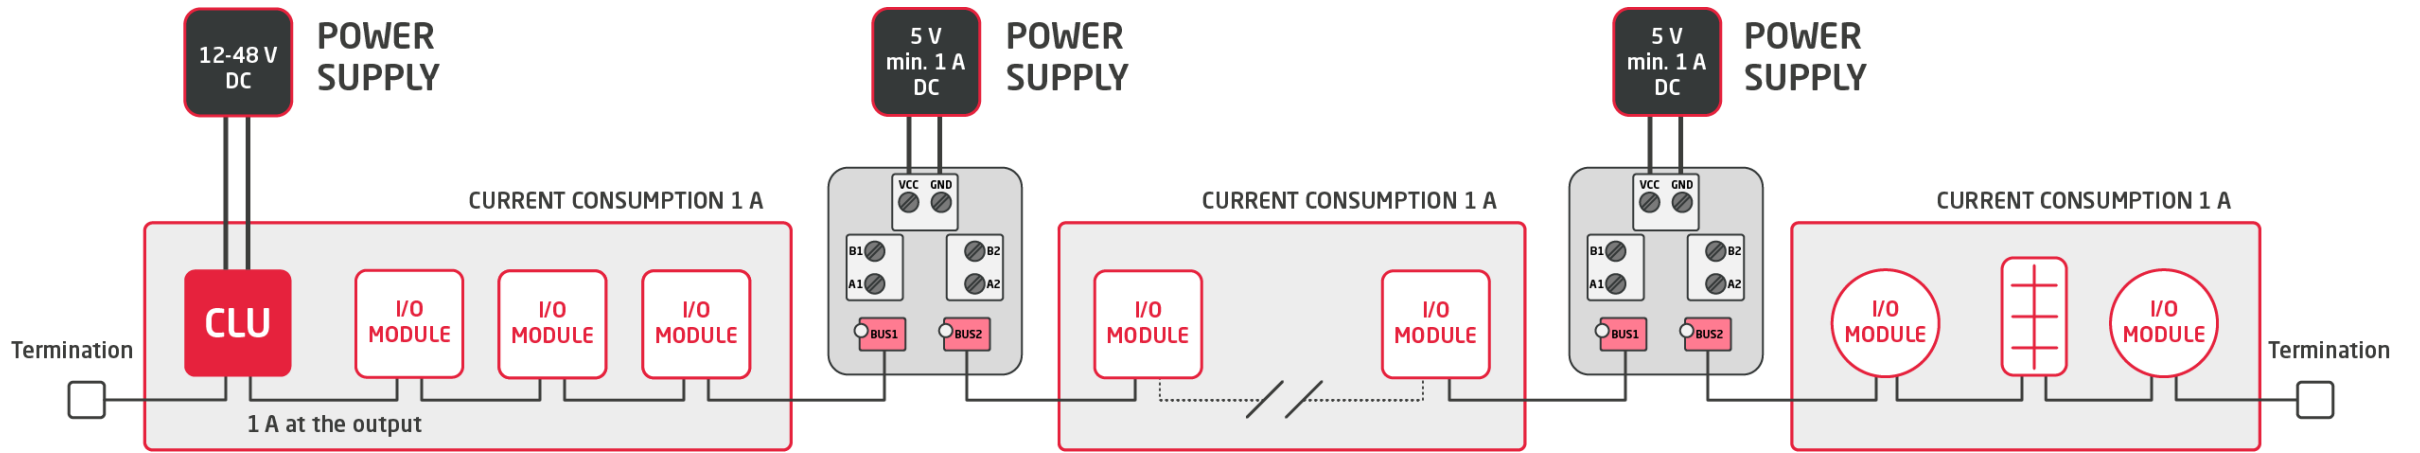 12-48 V
DC
POWER
SUPPLY
5 V
min. 1 A
DC
POWER
SUPPLY
5 V
min. 1 A
DC
POWER
SUPPLY
CURRENT CONSUMPTION 1 A
VCC GND
CURRENT CONSUMPTION 1 A
VCC GND
CURRENT CONSUMPTION 1 A
B1
B2
A1
A2
B1
B2
A1
A2
Termination
CLU
I/O
MODULE
I/O
MODULE
I/O
MODULE
BUS1
BUS2
I/O
MODULE
I/O
MODULE
BUS1
BUS2
I/O
MODULE
I/O
MODULE
Termination
1 A at the output